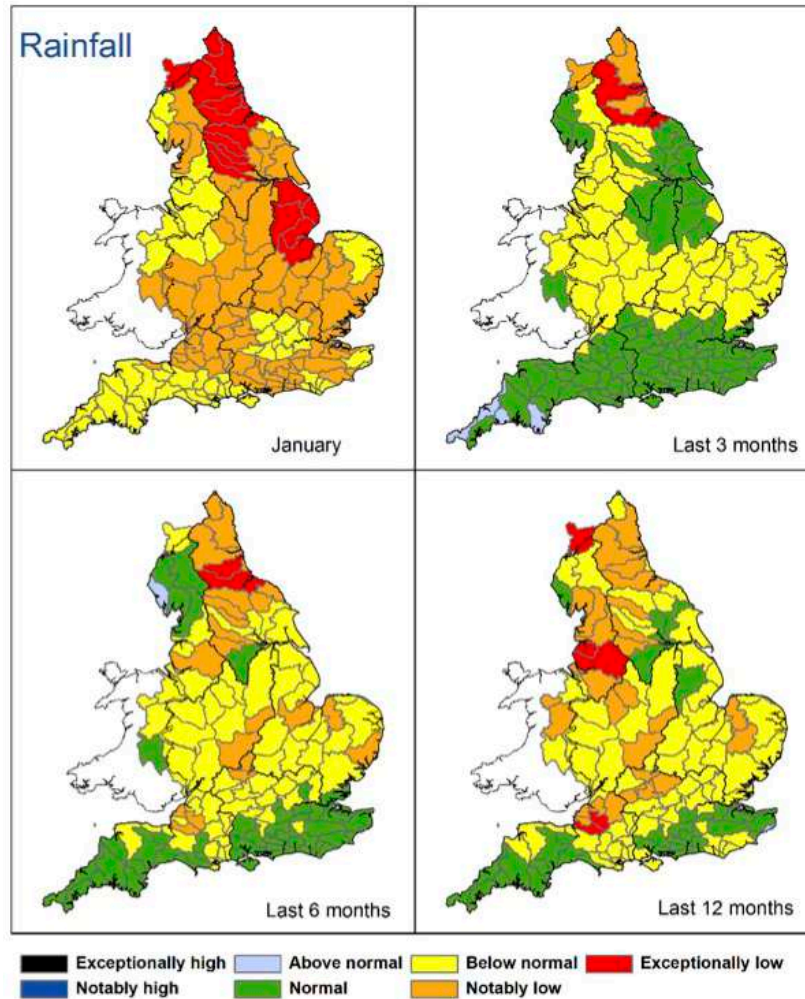 Rainfall
January
Last 3 months
Last 6 months
Last 12 months
Exceptionally high Above normal Below normal Exceptionally low
Notably high Normal Notably low